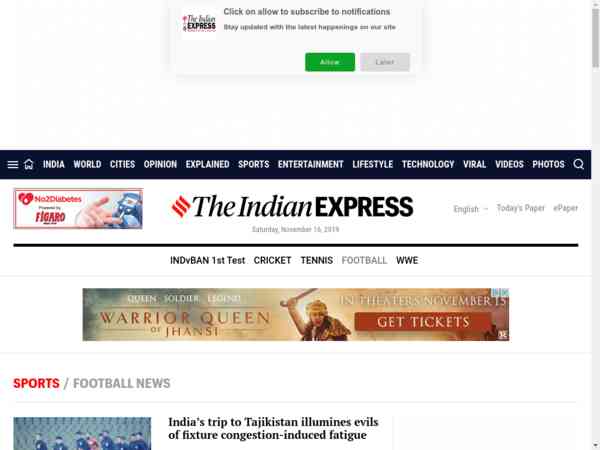 The Indian
EXPRESS
Click on allow to subscribe to notifications
Stay updated with the latest happenings on our site
Allow
Later
INDIA WORLD CITIES OPINION EXPLAINED SPORTS ENTERTAINMENT LIFESTYLE TECHNOLOGY VIRAL VIDEOS PHOTOS
No2Diabetes
Powered by
FIGARO
The Indian EXPRESS
English
Today's Paper
ePaper
Saturday, November 16, 2019
INDvBAN 1st Test CRICKET TENNIS FOOTBALL WWE
QUEEN SOLDIER LEGEND
WARRIOR QUEEN
OF JHANSI
IN THEATERS NOVEMBER 15
GET TICKETS
R
SPORTS / FOOTBALL NEWS
India's trip to Tajikistan illumines evils
of fixture congestion-induced fatigue